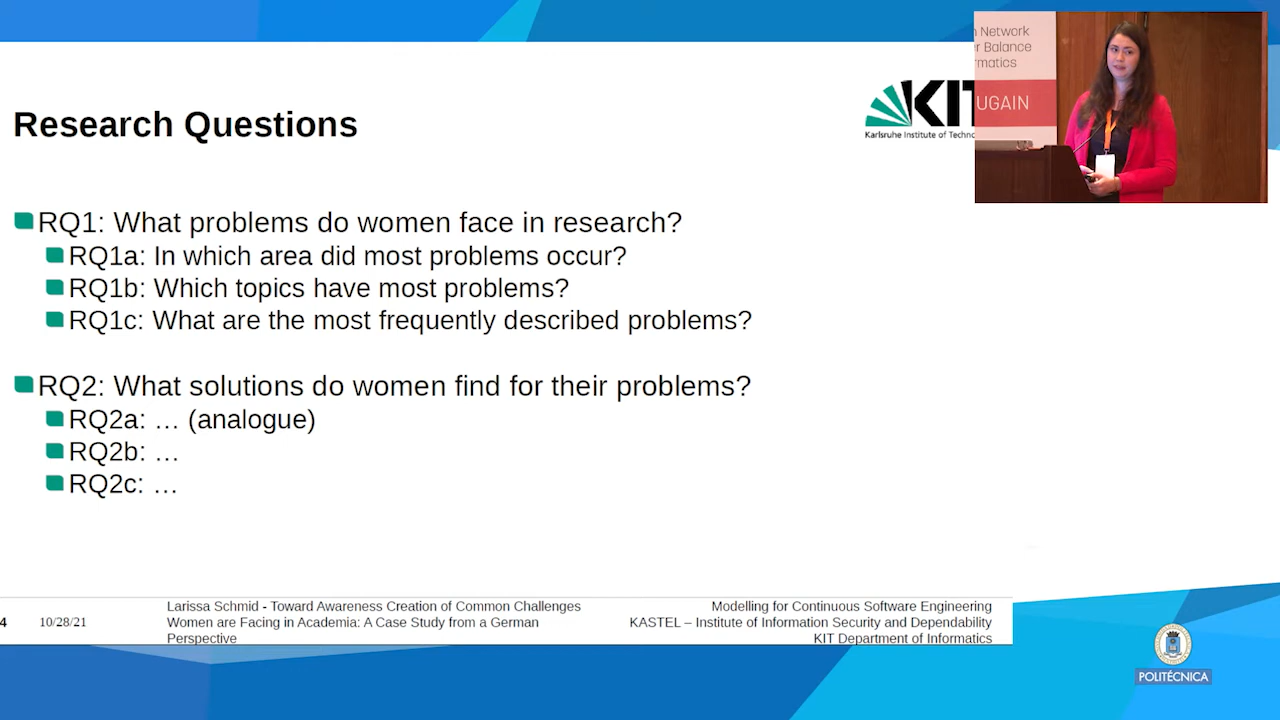 Research Questions
KIT
Karlsruhe Institute of
n Network
er Balance
rmatics
UGAIN
RQ1: What problems do women face in research?
RQ1a: In which area did most problems occur?
RQ1b: Which topics have most problems?
RQ1c: What are the most frequently described problems?
RQ2: What solutions do women find for their problems?
RQ2a: … (analogue)
RQ2b: …
RQ2c: …
4
10/28/21
Larissa Schmid - Toward Awareness Creation of Common Challenges
Women are Facing in Academia: A Case Study from a German
Perspective
Modelling for Continuous Software Engineering
KASTEL – Institute of Information Security and Dependability
KIT Department of Informatics
POLITÉCNICA